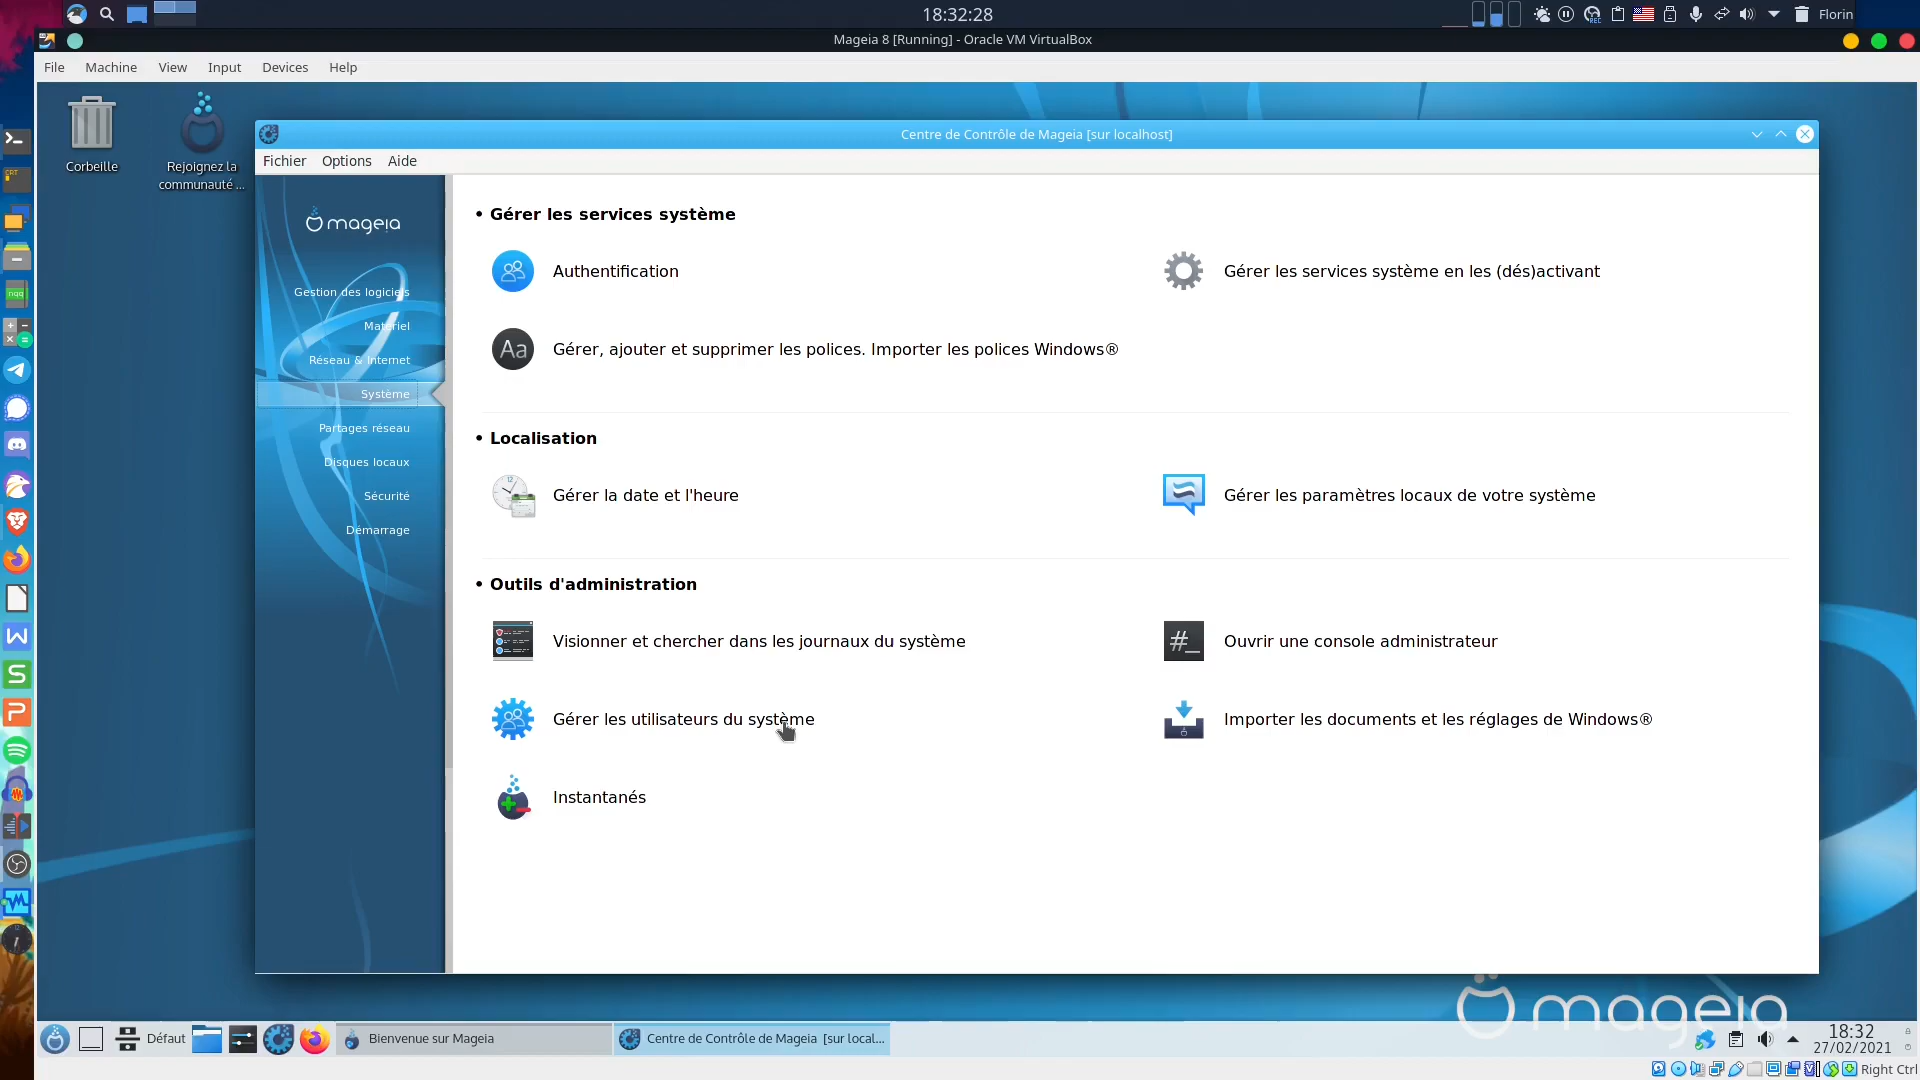 18:32:28
Florin
Mageia 8 [Running] - Oracle VM VirtualBox
File Machine View Input Devices Help
Corbeille
Rejoignez la
communauté ...
Centre de Contrôle de Mageia [sur localhost]
Fichier Options Aide
mageia
Gestion des logiciels
Matériel
Réseau & Internet
Système
Partages réseau
Disques locaux
Sécurité
Démarrage
• Gérer les services système
Authentification
Gérer les services système en les (dés)activant
Aa
Gérer, ajouter et supprimer les polices. Importer les polices Windows®
• Localisation
Gérer la date et l'heure
Gérer les paramètres locaux de votre système
• Outils d'administration
Visionner et chercher dans les journaux du système
#_
Ouvrir une console administrateur
Gérer les utilisateurs du système
Importer les documents et les réglages de Windows®
Instantanés
mageia
Défaut
Bienvenue sur Mageia
Centre de Contrôle de Mageia [sur local...
18:32
27/02/2021
Right Ctrl